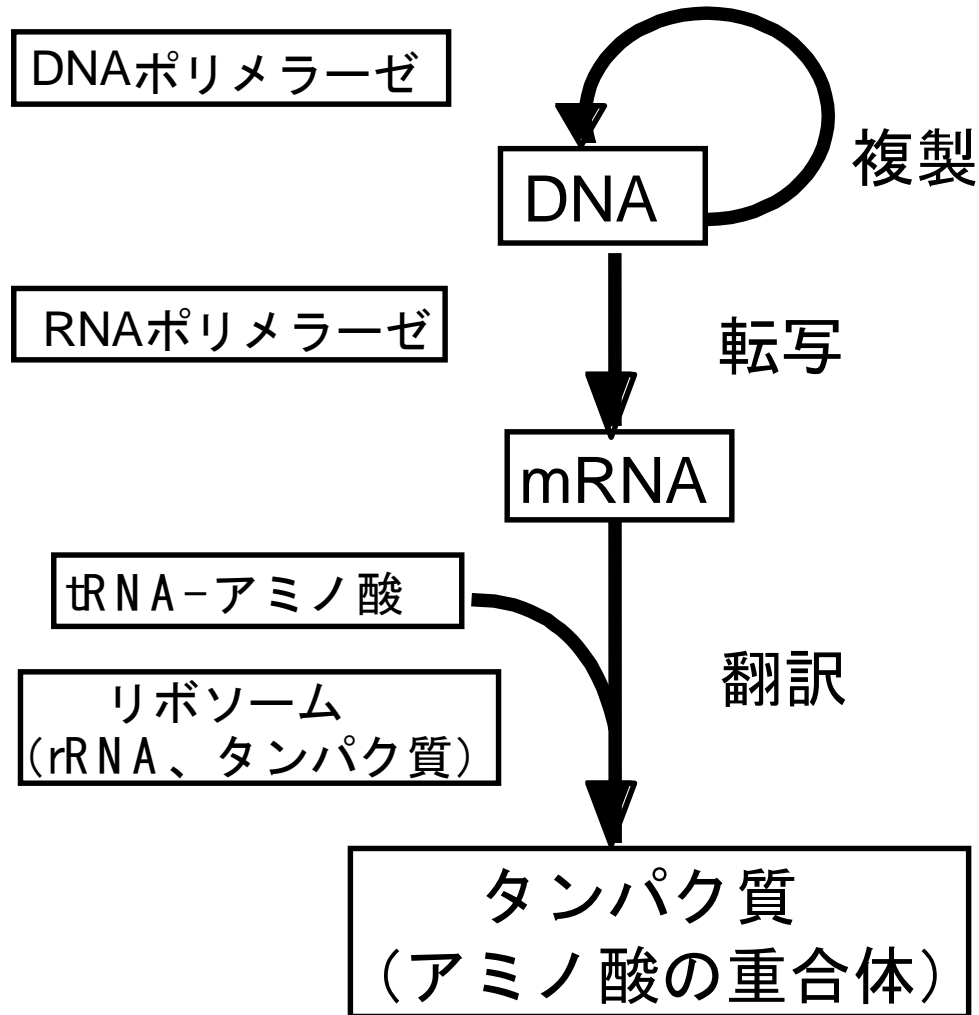 DNAポリメラーゼ
複製
DNA
RNAポリメラーゼ
転写
mRNA
tRNA-アミノ酸
翻訳
リボソーム
(rRNA、タンパク質)
タンパク質
(アミノ酸の重合体)